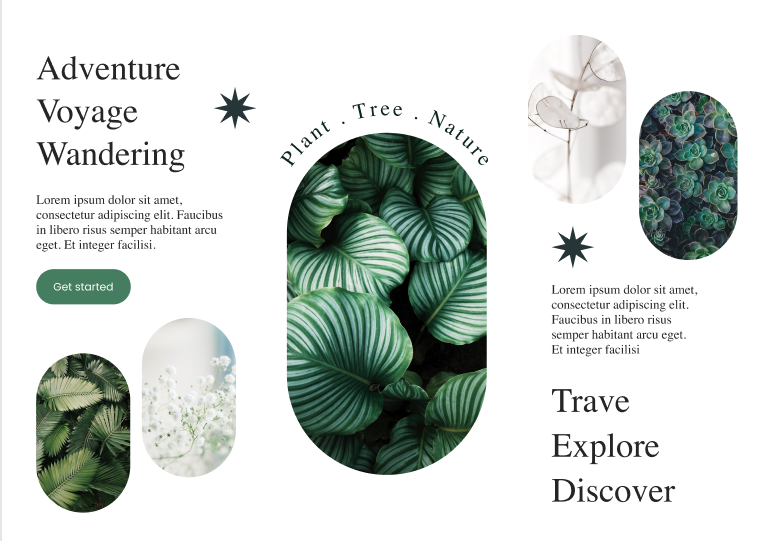 Adventure
Voyage
Wandering
Lorem ipsum dolor sit amet,
consectetur adipiscing elit. Faucibus
in libero risus semper habitant arcu
eget. Et integer facilisi.
Get started
Plant . Tree . Nature
Lorem ipsum dolor sit amet,
consectetur adipiscing elit.
Faucibus in libero risus
semper habitant arcu eget.
Et integer facilisi
Trave
Explore
Discover